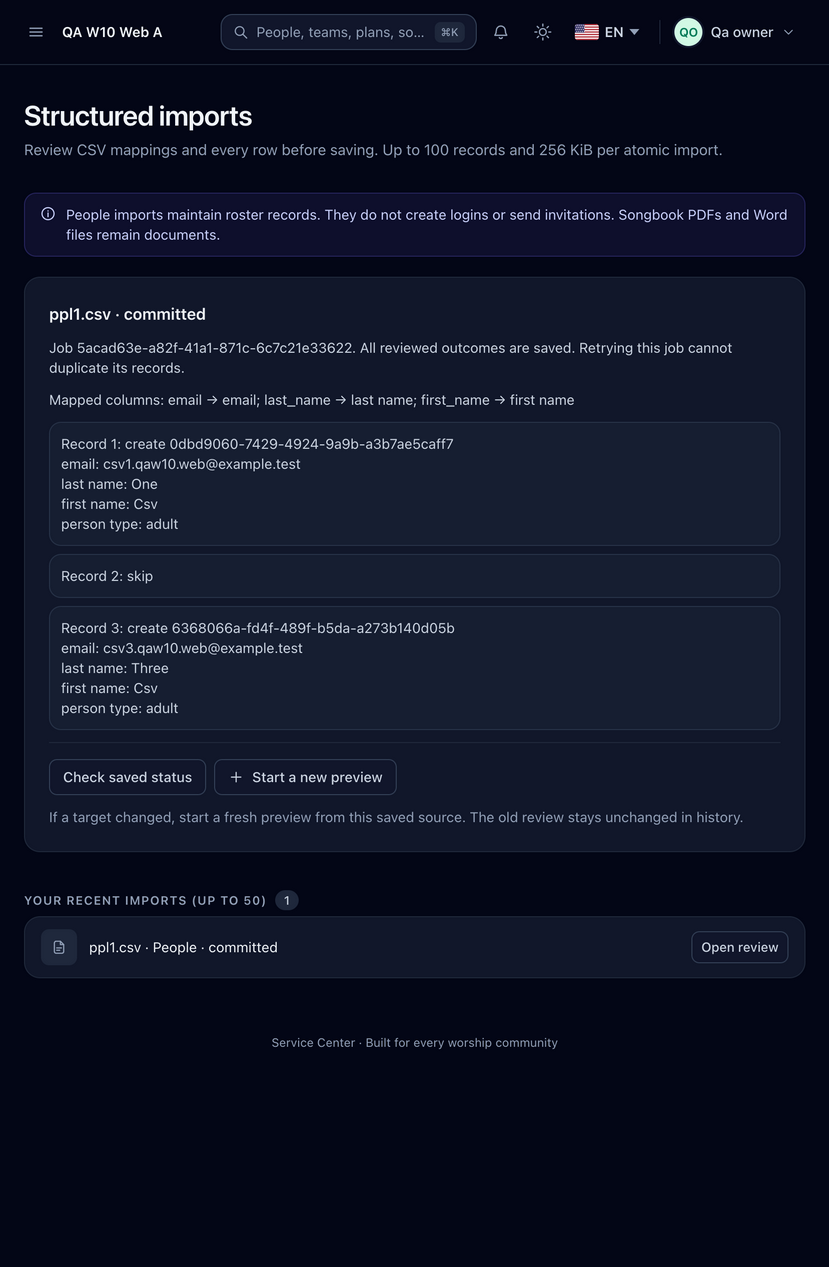 QA W10 Web A
People, teams, plans, so...
⌘K
EN
QO
Qa owner
Structured imports
Review CSV mappings and every row before saving. Up to 100 records and 256 KiB per atomic import.
People imports maintain roster records. They do not create logins or send invitations. Songbook PDFs and Word
files remain documents.
ppl1.csv · committed
Job 5acad63e-a82f-41a1-871c-6c7c21e33622. All reviewed outcomes are saved. Retrying this job cannot
duplicate its records.
Mapped columns: email → email; last_name → last name; first_name → first name
Record 1: create 0dbd9060-7429-4924-9a9b-a3b7ae5caff7
email: csv1.qaw10.web@example.test
last name: One
first name: Csv
person type: adult
Record 2: skip
Record 3: create 6368066a-fd4f-489f-b5da-a273b140d05b
email: csv3.qaw10.web@example.test
last name: Three
first name: Csv
person type: adult
Check saved status
Start a new preview
If a target changed, start a fresh preview from this saved source. The old review stays unchanged in history.
YOUR RECENT IMPORTS (UP TO 50)
1
ppl1.csv · People · committed
Open review
Service Center · Built for every worship community